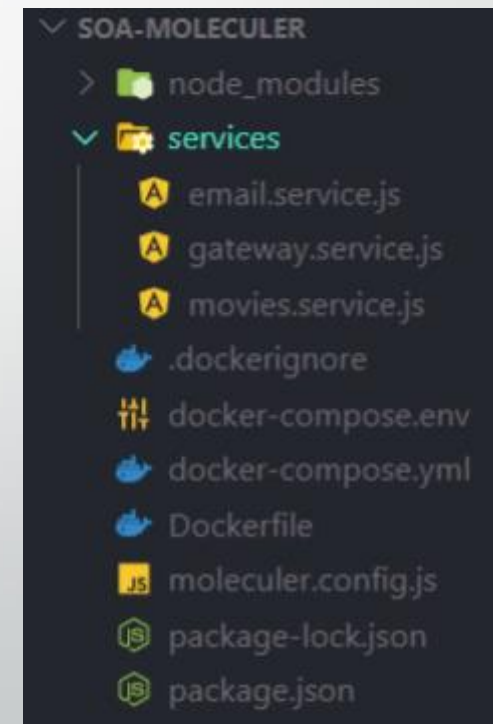 SOA-MOLECULER
node_modules
services
email.service.js
gateway.service.js
movies.service.js
.dockerignore
docker-compose.env
docker-compose.yml
Dockerfile
JS moleculer.config.js
package-lock.json
package.json